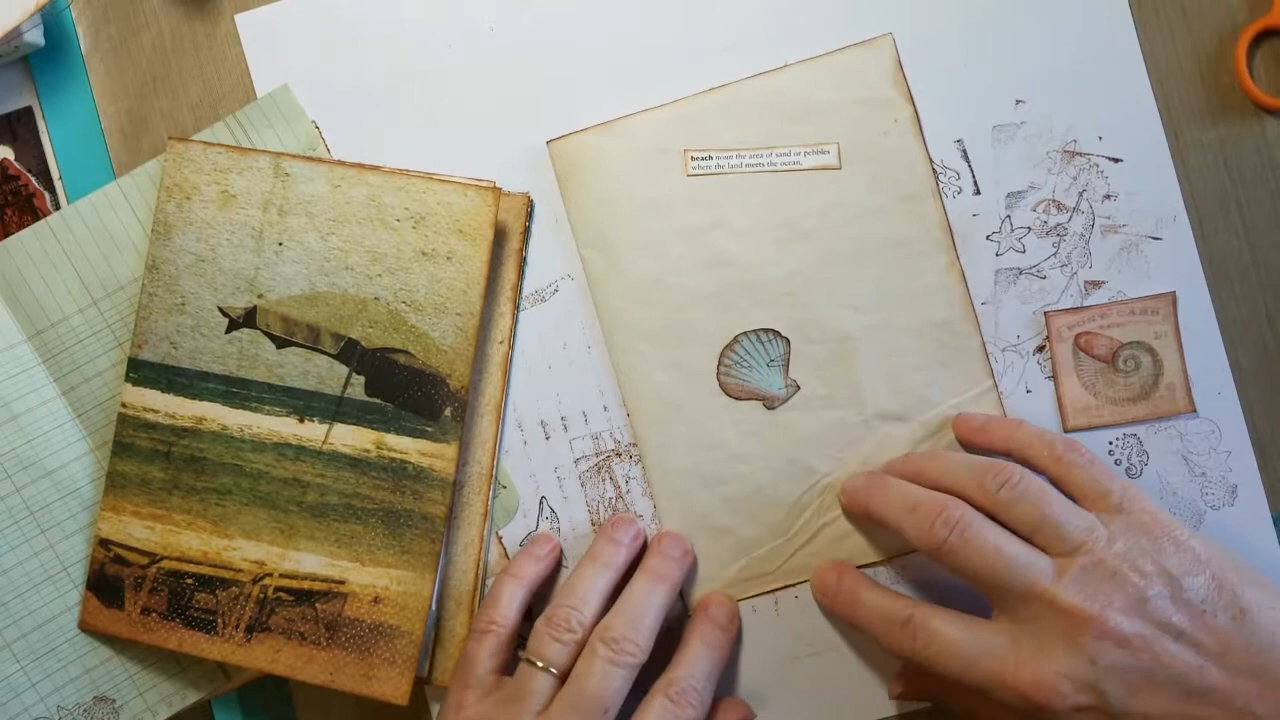 beach noun the area of sand or pebbles
where the land meets the ocean.
POST CARD